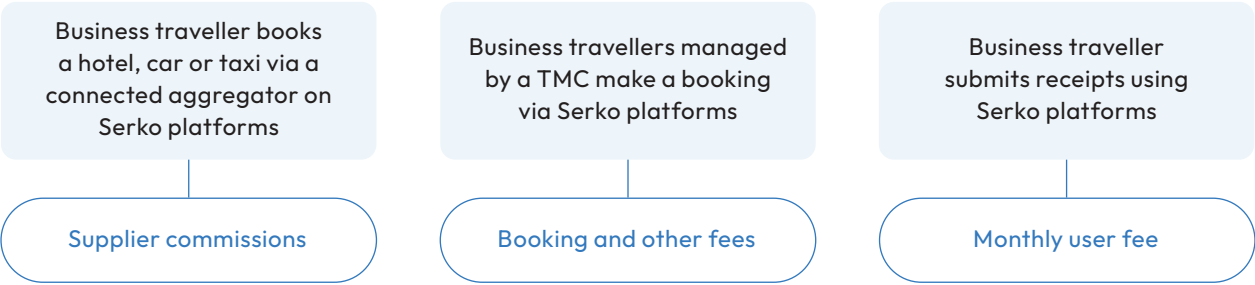 Business traveller books
a hotel, car or taxi via a
connected aggregator on
Serko platforms
Supplier commissions
Business travellers managed
by a TMC make a booking
via Serko platforms
Booking and other fees
Business traveller
submits receipts using
Serko platforms
Monthly user fee